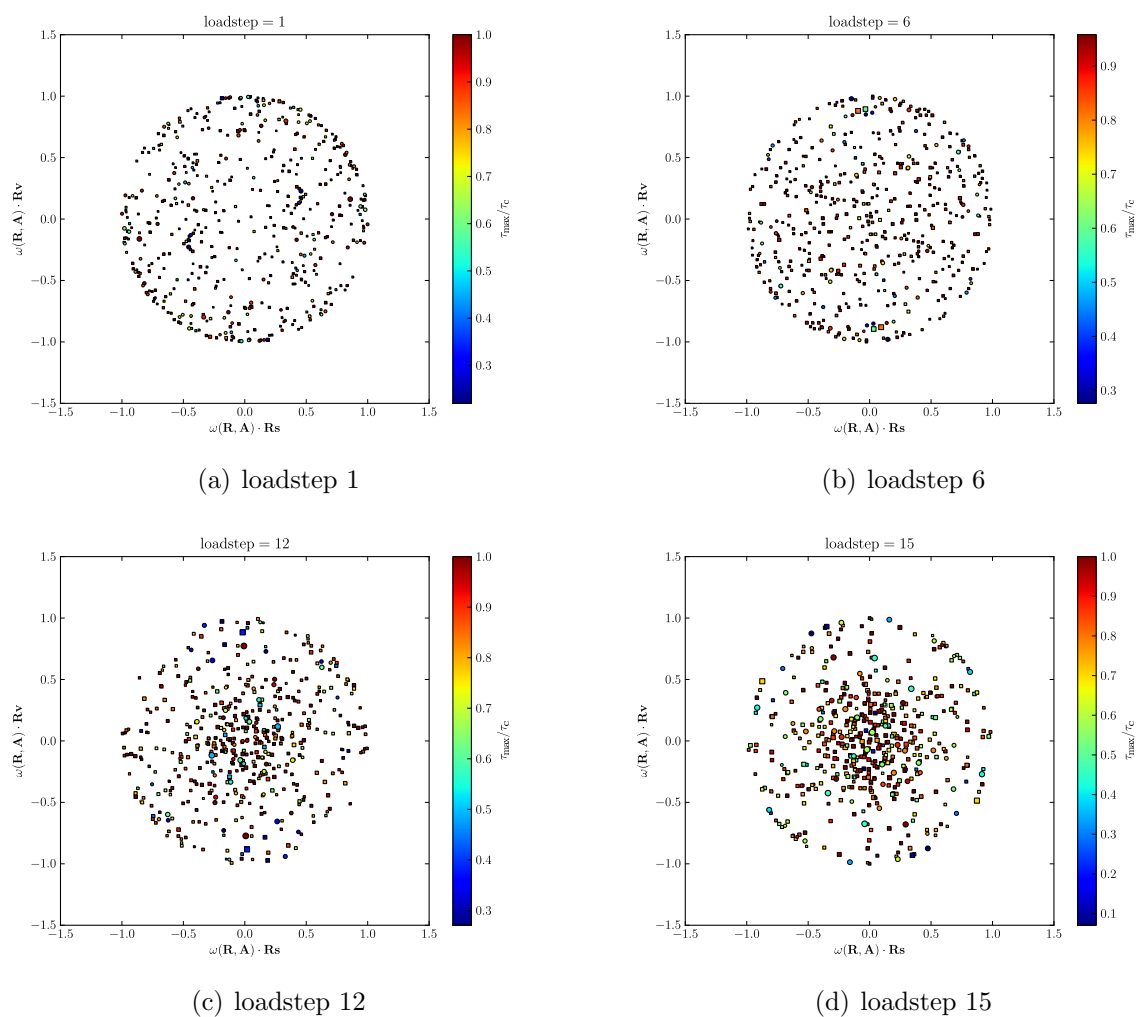 loadstep = 1
1.5
1.0
0.5
0.0
−0.5
−1.0
−1.5
−1.5 −1.0 −0.5 0.0 0.5 1.0 1.5
ω(R, A) · Rs
ω(R, A) · Rv
1.0
0.9
0.8
0.7
0.6
0.5
0.4
0.3
τmax/τc
(a) loadstep 1
loadstep = 6
1.5
1.0
0.5
0.0
−0.5
−1.0
−1.5
−1.5 −1.0 −0.5 0.0 0.5 1.0 1.5
ω(R, A) · Rs
ω(R, A) · Rv
0.9
0.8
0.7
0.6
0.5
0.4
0.3
τmax/τc
(b) loadstep 6
loadstep = 12
1.5
1.0
0.5
0.0
−0.5
−1.0
−1.5
−1.5 −1.0 −0.5 0.0 0.5 1.0 1.5
ω(R, A) · Rs
ω(R, A) · Rv
1.0
0.9
0.8
0.7
0.6
0.5
0.4
0.3
τmax/τc
(c) loadstep 12
loadstep = 15
1.5
1.0
0.5
0.0
−0.5
−1.0
−1.5
−1.5 −1.0 −0.5 0.0 0.5 1.0 1.5
ω(R, A) · Rs
ω(R, A) · Rv
1.0
0.9
0.8
0.7
0.6
0.5
0.4
0.3
0.2
0.1
τmax/τc
(d) loadstep 15